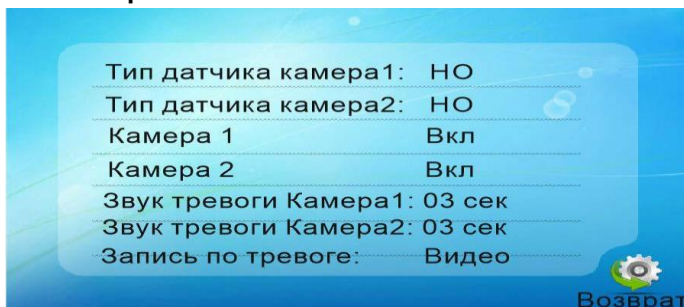 Тип датчика камера1: НО
Тип датчика камера2: НО
Камера 1 Вкл
Камера 2 Вкл
Звук тревоги Камера1: 03 сек
Звук тревоги Камера2: 03 сек
Запись по тревоге: Видео
Возврат